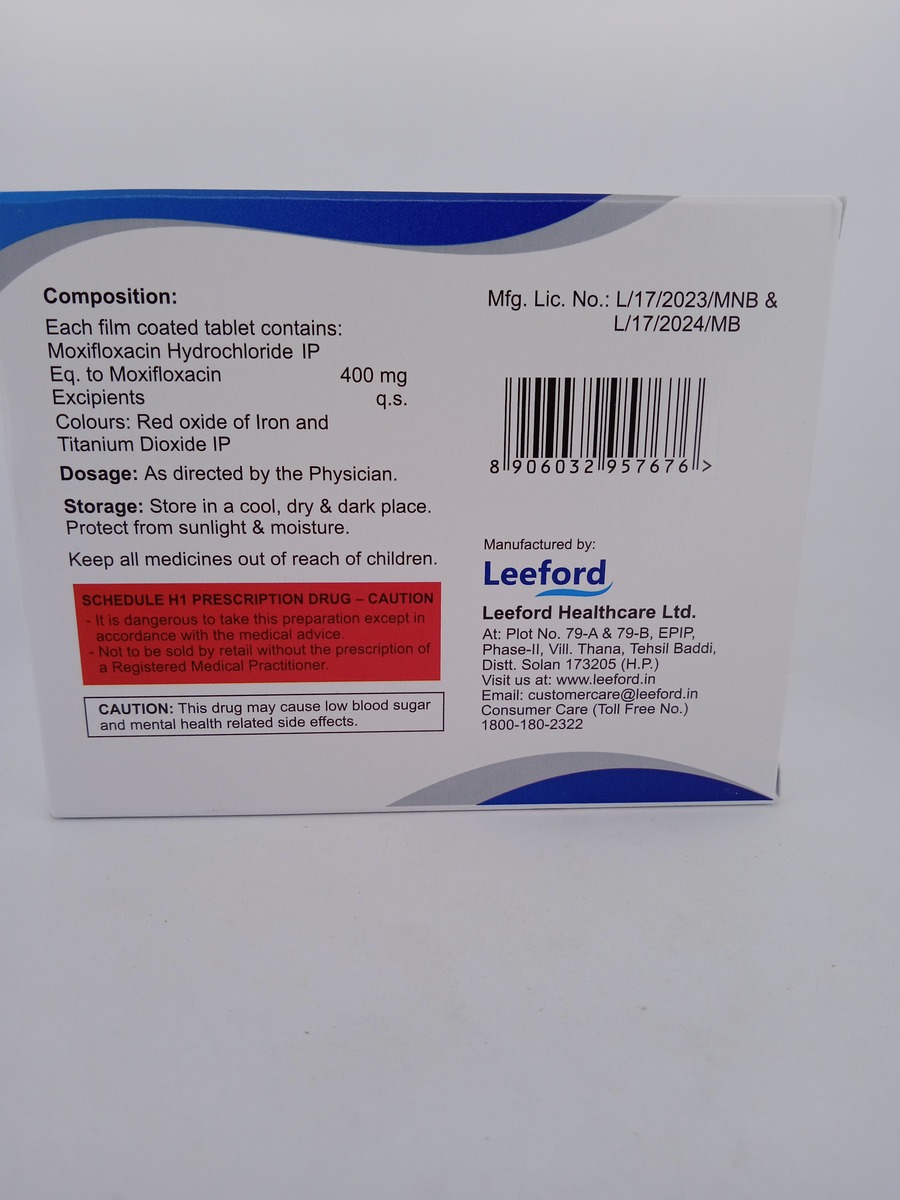 Composition:
Each film coated tablet contains:
Moxifloxacin Hydrochloride IP
Eq. to Moxifloxacin 400 mg
Excipients q.s.
Colours: Red oxide of Iron and
Titanium Dioxide IP
Dosage: As directed by the Physician.
Storage: Store in a cool, dry & dark place.
Protect from sunlight & moisture.
Keep all medicines out of reach of children.
SCHEDULE H1 PRESCRIPTION DRUG – CAUTION
- It is dangerous to take this preparation except in
accordance with the medical advice.
- Not to be sold by retail without the prescription of
a Registered Medical Practitioner.
CAUTION: This drug may cause low blood sugar
and mental health related side effects.
Mfg. Lic. No.: L/17/2023/MNB &
L/17/2024/MB
8 906032 957676 >
Manufactured by:
Leeford
Leeford Healthcare Ltd.
At: Plot No. 79-A & 79-B, EPIP,
Phase-II, Vill. Thana, Tehsil Baddi,
Distt. Solan 173205 (H.P.)
Visit us at: www.leeford.in
Email: customercare@leeford.in
Consumer Care (Toll Free No.)
1800-180-2322